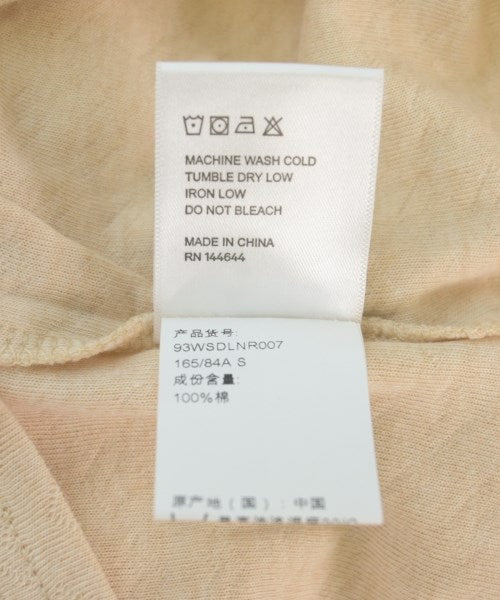 MACHINE WASH COLD
TUMBLE DRY LOW
IRON LOW
DO NOT BLEACH
MADE IN CHINA
RN 144644
产品货号:
93WSDLNR007
165/84A S
成份含量:
100%棉
原产地(国):中国